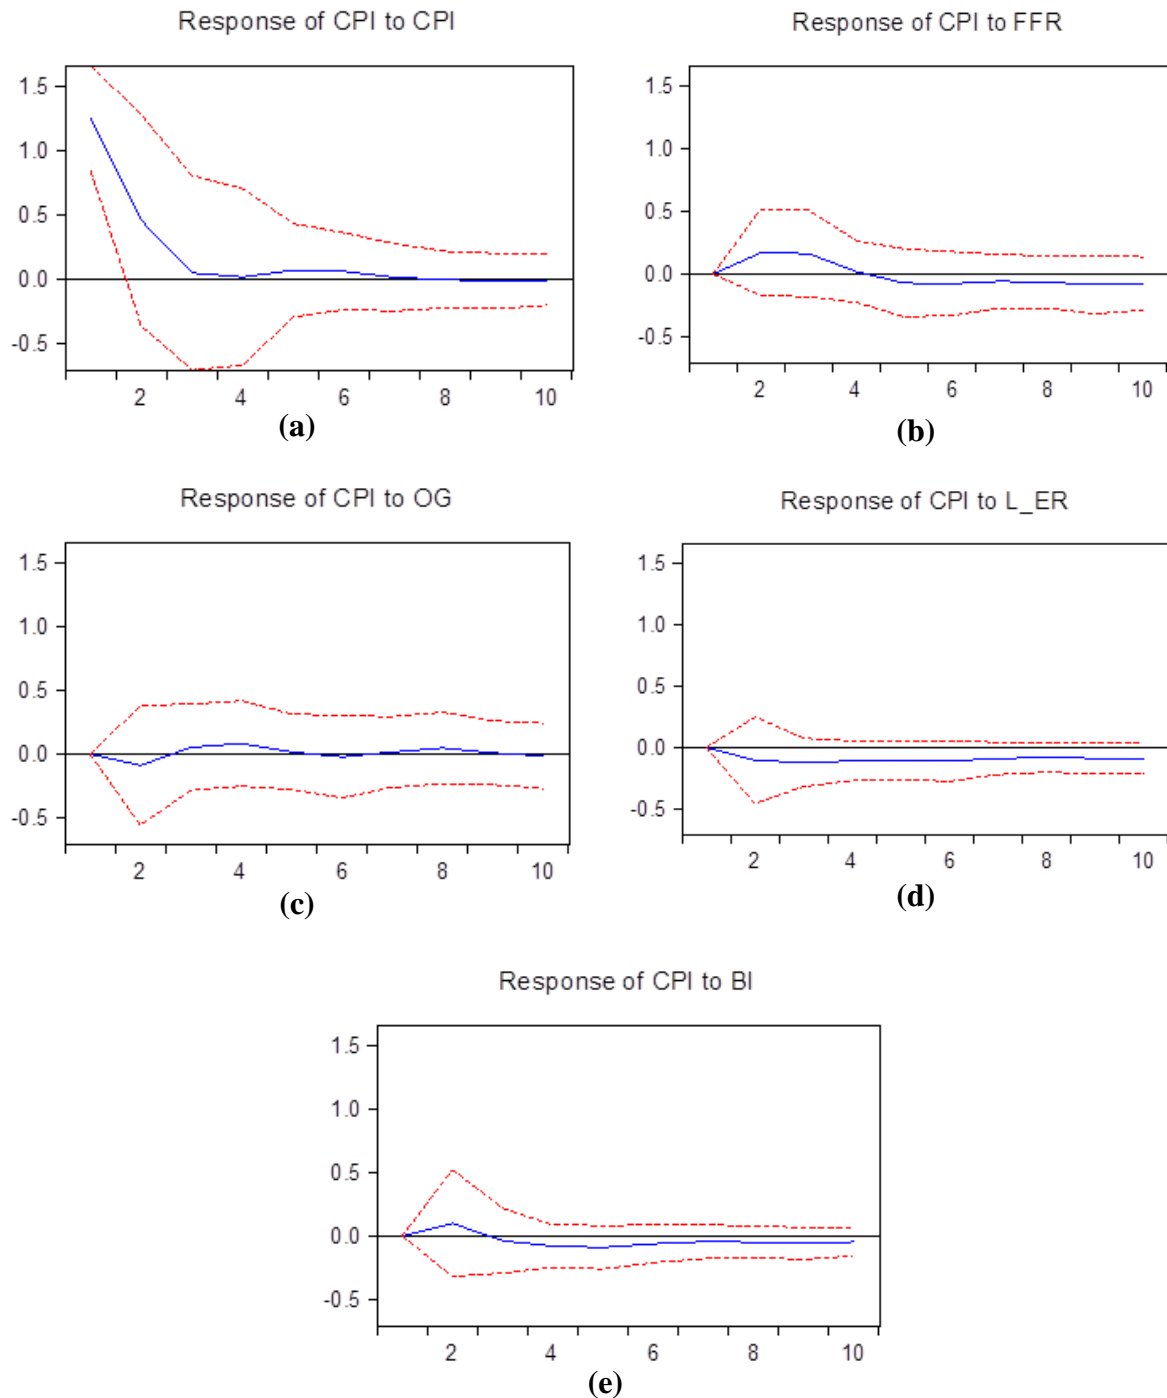 Response of CPI to CPI
1.5
1.0
0.5
0.0
-0.5
2 4 6 8 10
(a)
Response of CPI to FFR
1.5
1.0
0.5
0.0
-0.5
2 4 6 8 10
(b)
Response of CPI to OG
1.5
1.0
0.5
0.0
-0.5
2 4 6 8 10
(c)
Response of CPI to L_ER
1.5
1.0
0.5
0.0
-0.5
2 4 6 8 10
(d)
Response of CPI to BI
1.5
1.0
0.5
0.0
-0.5
2 4 6 8 10
(e)